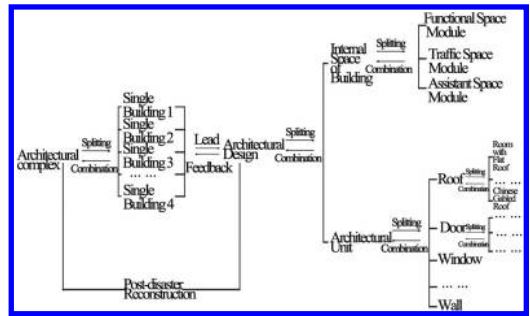 Architectural
complex
Splitting
Combination
Single
Building 1
Single
Building 2
Single
Building 3
... ...
Single
Building 4
Lead
Feedback
Architectural
Design
Post-disaster
Reconstruction
Splitting
Combination
Internal
Space
of
Building
Splitting
Combination
Functional Space
Module
Traffic Space
Module
Assistant Space
Module
Architectural
Unit
Splitting
Combination
Roof
Splitting
Combination
Room
with
Flat
Roof
... ...
Chinese
Gabled
Roof
Door
Splitting
Combination
... ...
... ...
... ...
Window
... ...
Wall